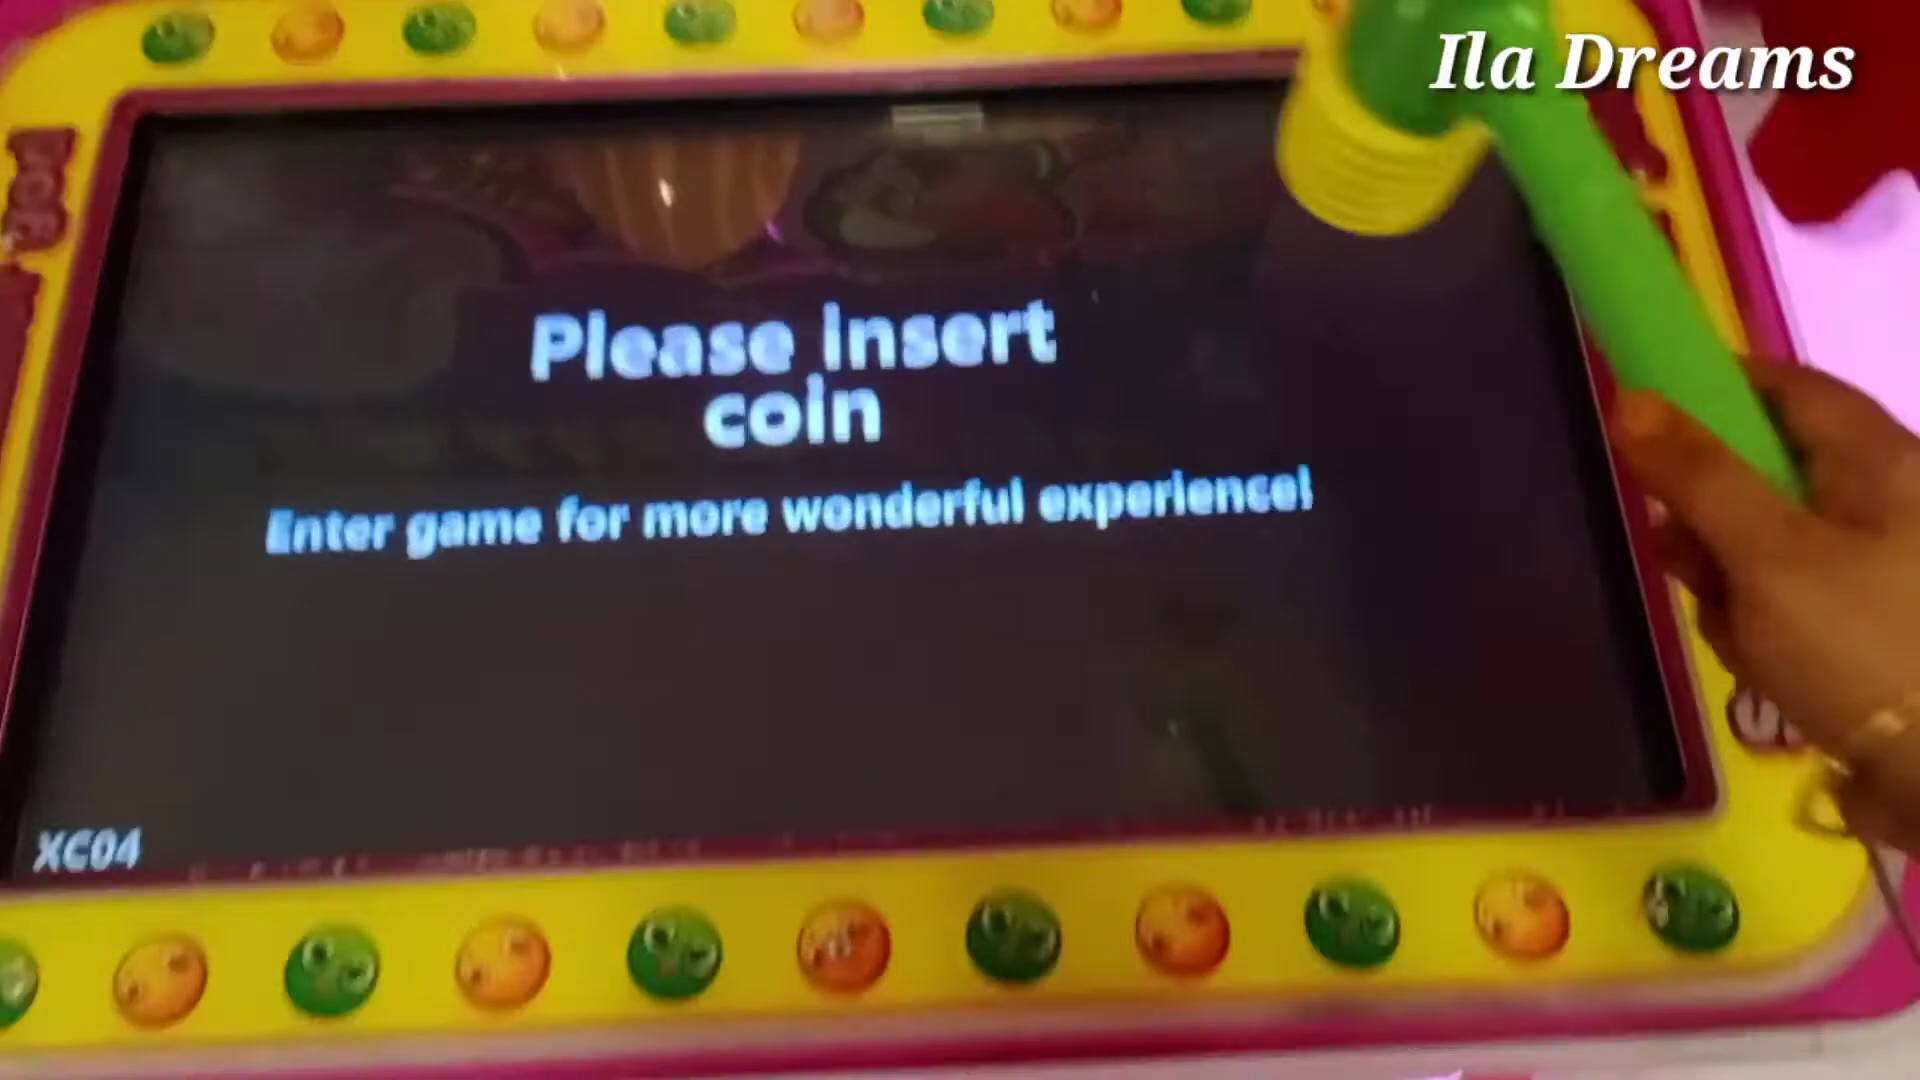 Ila Dreams
Please insert
coin
Enter game for more wonderful experience!
XC04